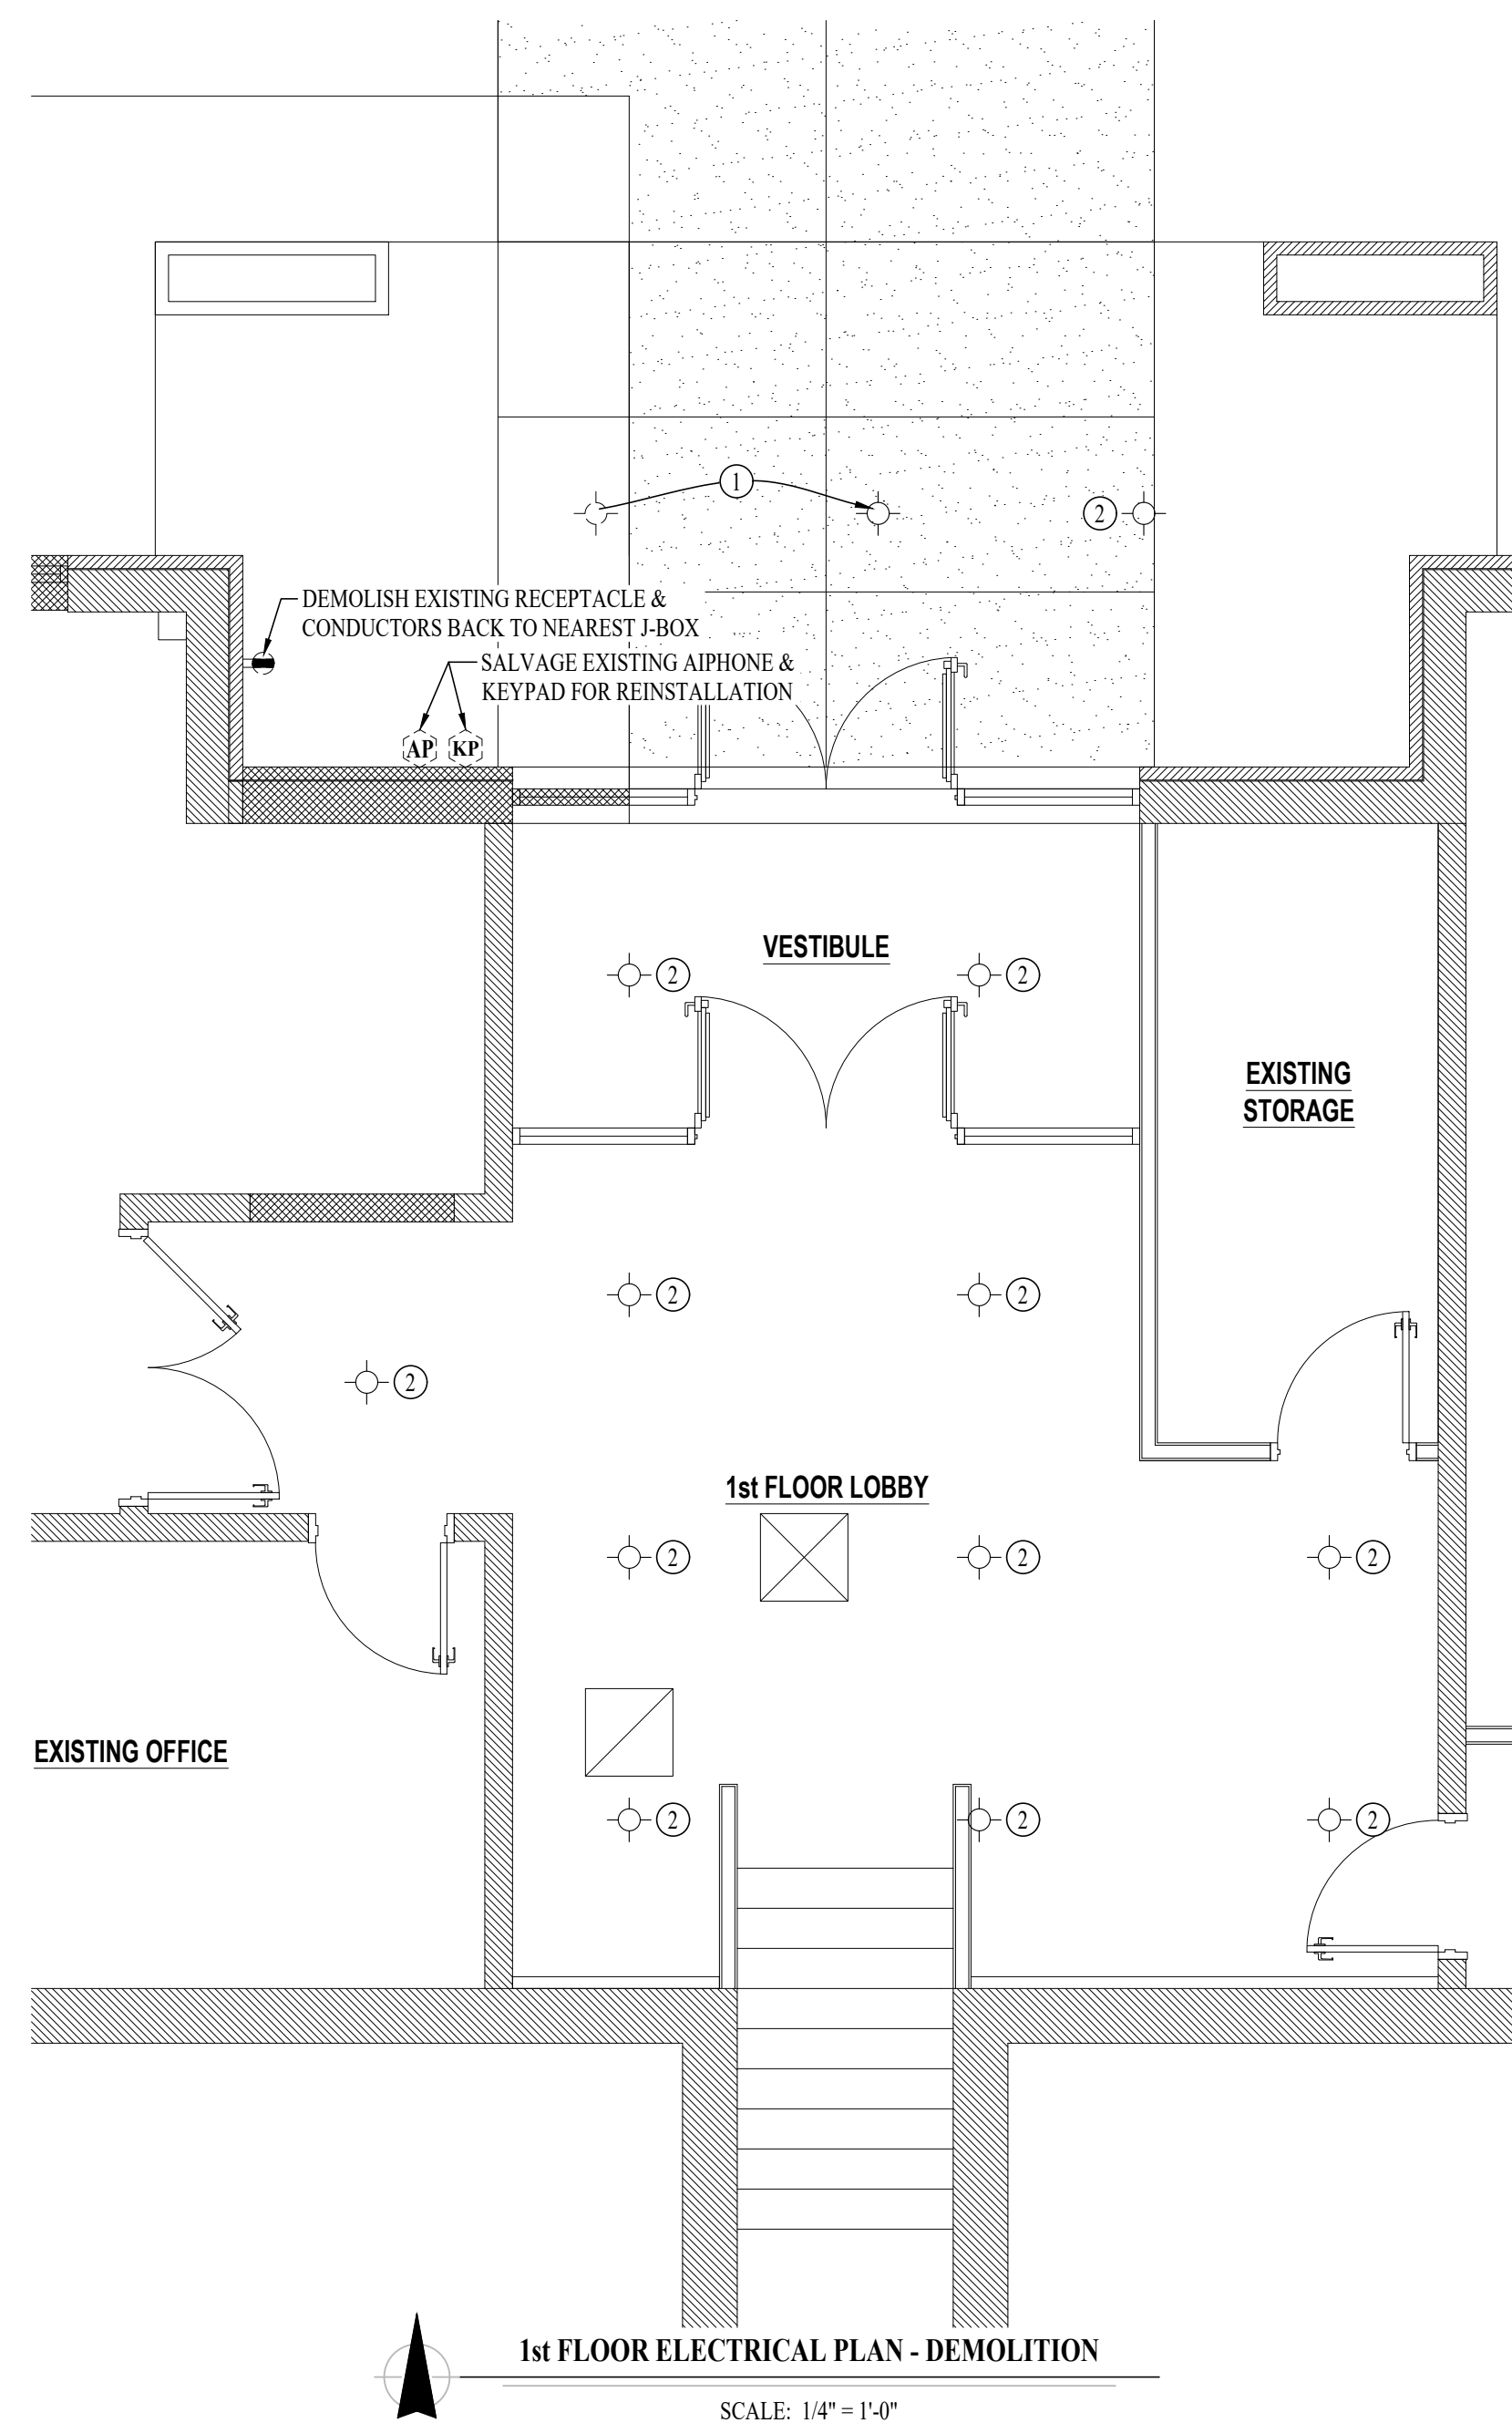 1
2
DEMOLISH EXISTING RECEPTACLE &
CONDUCTORS BACK TO NEAREST J-BOX
SALVAGE EXISTING AIPHONE &
KEYPAD FOR REINSTALLATION
AP KP
VESTIBULE
2 2
EXISTING
STORAGE
2 2
2
1st FLOOR LOBBY
2 2 2
EXISTING OFFICE
2 2 2
1st FLOOR ELECTRICAL PLAN - DEMOLITION
SCALE: 1/4" = 1'-0"